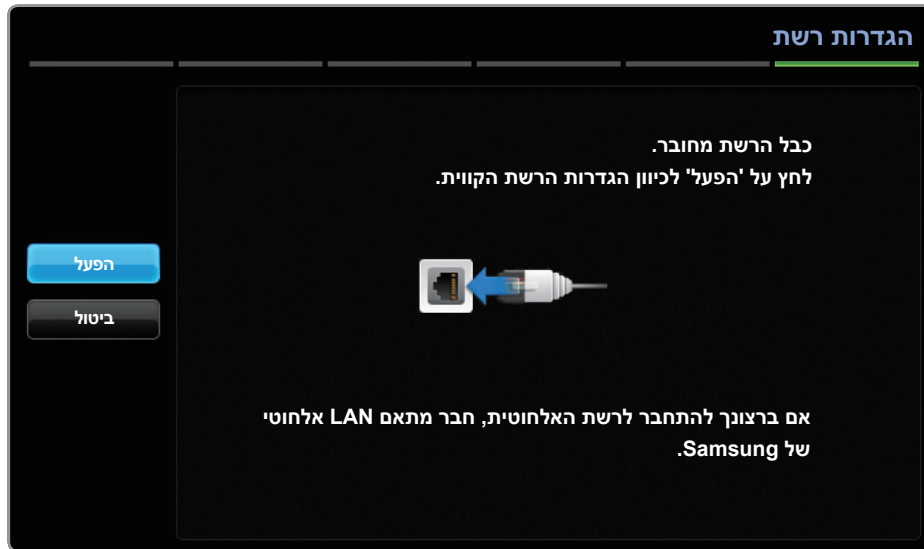 הגדרות רשת
כבל הרשת מחובר.
לחץ על 'הפעל' לכיוון הגדרות הרשת הקווית.
הפעל
ביטול
אם ברצונך להתחבר לרשת האלחוטית, חבר מתאם LAN אלחוטי
של Samsung.